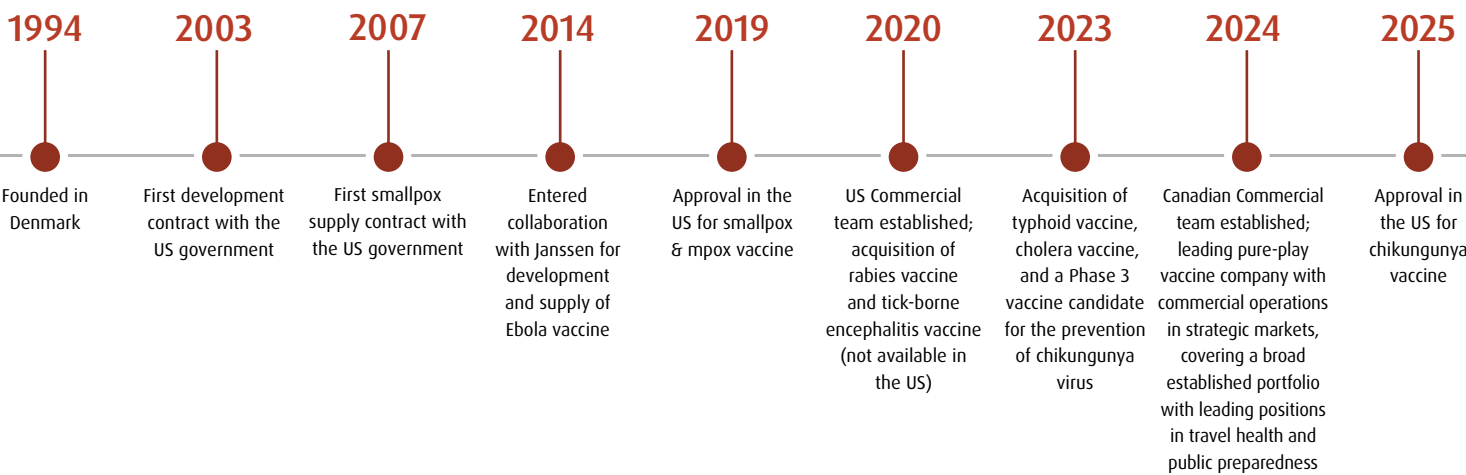 1994
Founded in
Denmark
2003
First development
contract with the
US government
2007
First smallpox
supply contract with
the US government
2014
Entered
collaboration
with Janssen for
development
and supply of
Ebola vaccine
2019
Approval in the
US for smallpox
& mpox vaccine
2020
US Commercial
team established;
acquisition of
rabies vaccine
and tick-borne
encephalitis vaccine
(not available in
the US)
2023
Acquisition of
typhoid vaccine,
cholera vaccine,
and a Phase 3
vaccine candidate
for the prevention
of chikungunya
virus
2024
Canadian Commercial
team established;
leading pure-play
vaccine company with
commercial operations
in strategic markets,
covering a broad
established portfolio
with leading positions
in travel health and
public preparedness
2025
Approval in
the US for
chikungunya
vaccine